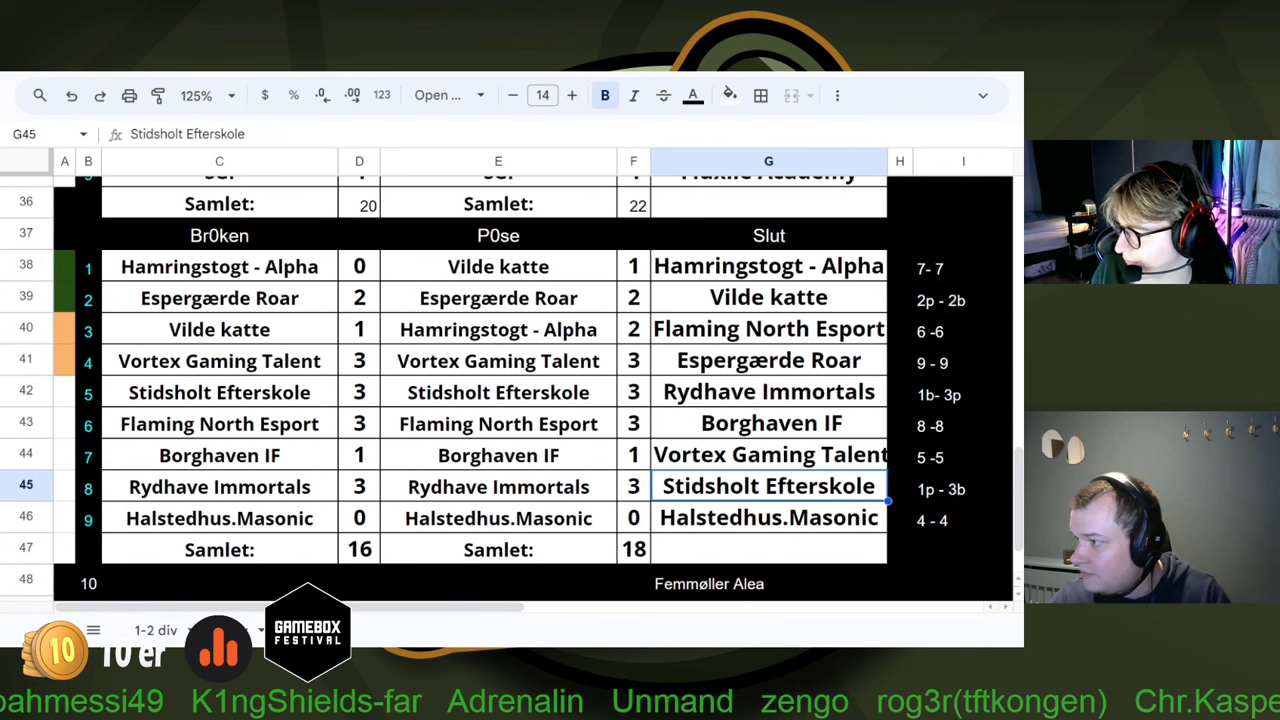 125% $ % .0 .00 123 Open ... 14 B I A
G45 fx Stidsholt Efterskole
A B C D E F G H I
36 Samlet: 20 Samlet: 22
37 Br0ken P0se Slut
38 1 Hamringstogt - Alpha 0 Vilde katte 1 Hamringstogt - Alpha 7- 7
39 2 Espergærde Roar 2 Espergærde Roar 2 Vilde katte 2p - 2b
40 3 Vilde katte 1 Hamringstogt - Alpha 2 Flaming North Esport 6 -6
41 4 Vortex Gaming Talent 3 Vortex Gaming Talent 3 Espergærde Roar 9 - 9
42 5 Stidsholt Efterskole 3 Stidsholt Efterskole 3 Rydhave Immortals 1b- 3p
43 6 Flaming North Esport 3 Flaming North Esport 3 Borghaven IF 8 -8
44 7 Borghaven IF 1 Borghaven IF 1 Vortex Gaming Talent 5 -5
45 8 Rydhave Immortals 3 Rydhave Immortals 3 Stidsholt Efterskole 1p - 3b
46 9 Halstedhus.Masonic 0 Halstedhus.Masonic 0 Halstedhus.Masonic 4 - 4
47 Samlet: 16 Samlet: 18
48 10 Femmøller Alea
1-2 div
10 10 er GAMEBOX FESTIVAL
bahmessi49 K1ngShields-far Adrenalin Unmand zengo rog3r(tftkongen) Chr.Kaspe